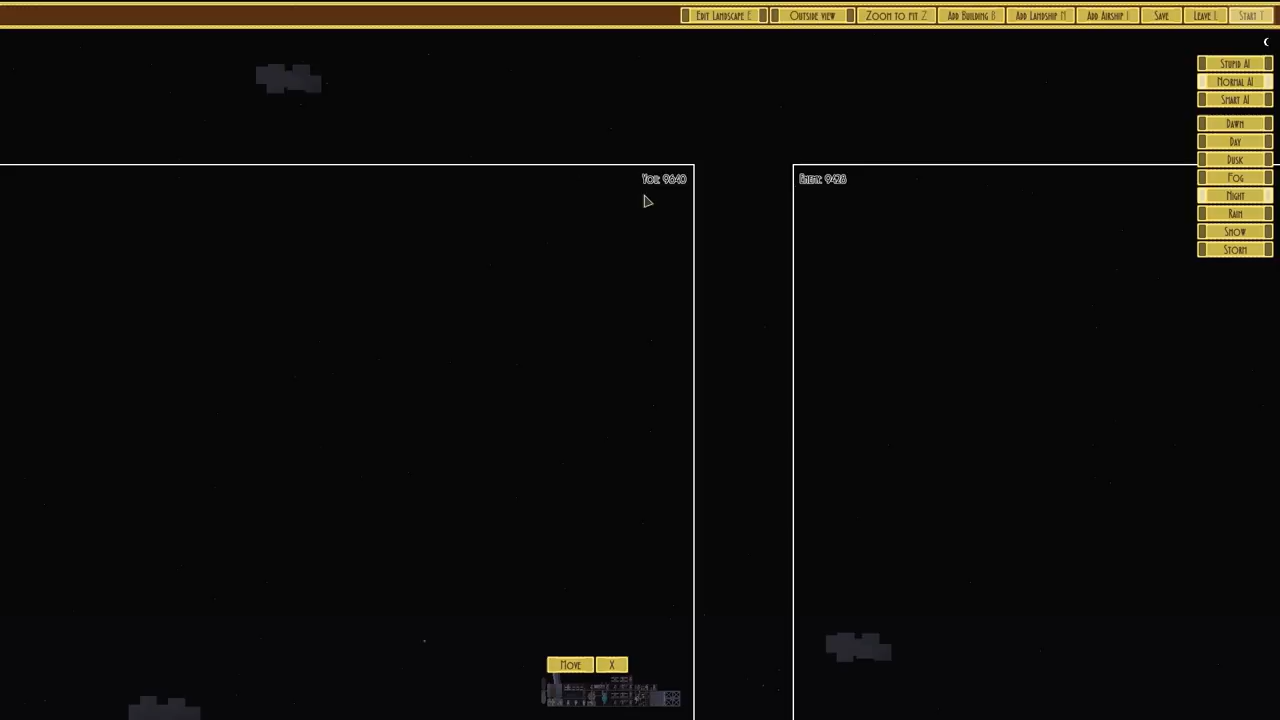 Edit Landscape E
Outside view
Zoom to fit Z
Add Building B
Add Landship N
Add Airship I
Save
Leave L
Start T
Stupid AI
Normal AI
Smart AI
Dawn
Day
Dusk
Fog
Night
Rain
Snow
Storm
You: 9640
Enemy: 9428
Move
X